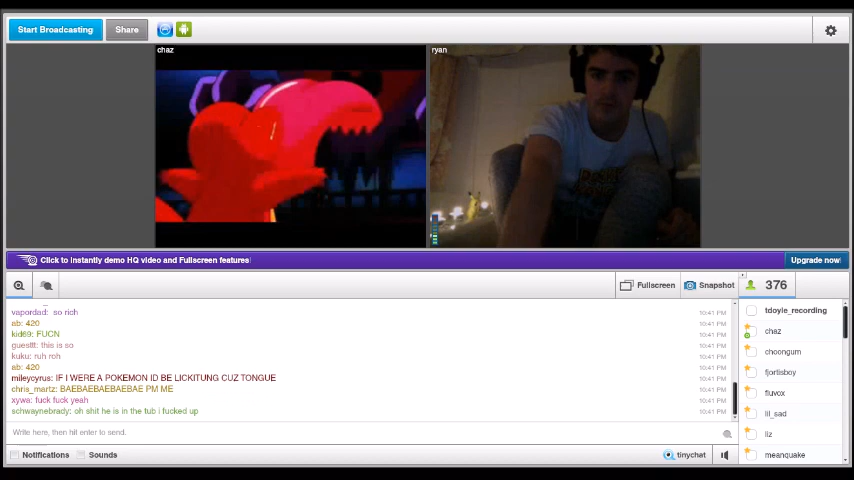 Start Broadcasting
Share
chaz
ryan
Click to instantly demo HQ video and Fullscreen features!
Upgrade now!
Fullscreen
Snapshot
376
vapordad: so rich
ab: 420
kid69: FUCN
guesttt: this is so
kuku: ruh roh
ab: 420
mileycyrus: IF I WERE A POKEMON ID BE LICKITUNG CUZ TONGUE
chris_martz: BAEBAEBAEBAEBAE PM ME
xywa: fuck fuck yeah
schwaynebrady: oh shit he is in the tub i fucked up
10:41 PM
10:41 PM
10:41 PM
10:41 PM
10:41 PM
10:41 PM
10:41 PM
10:41 PM
10:41 PM
10:41 PM
tdoyle_recording
chaz
choongum
fjortisboy
fluvox
lil_sad
liz
meanquake
Write here, then hit enter to send.
Notifications
Sounds
tinychat